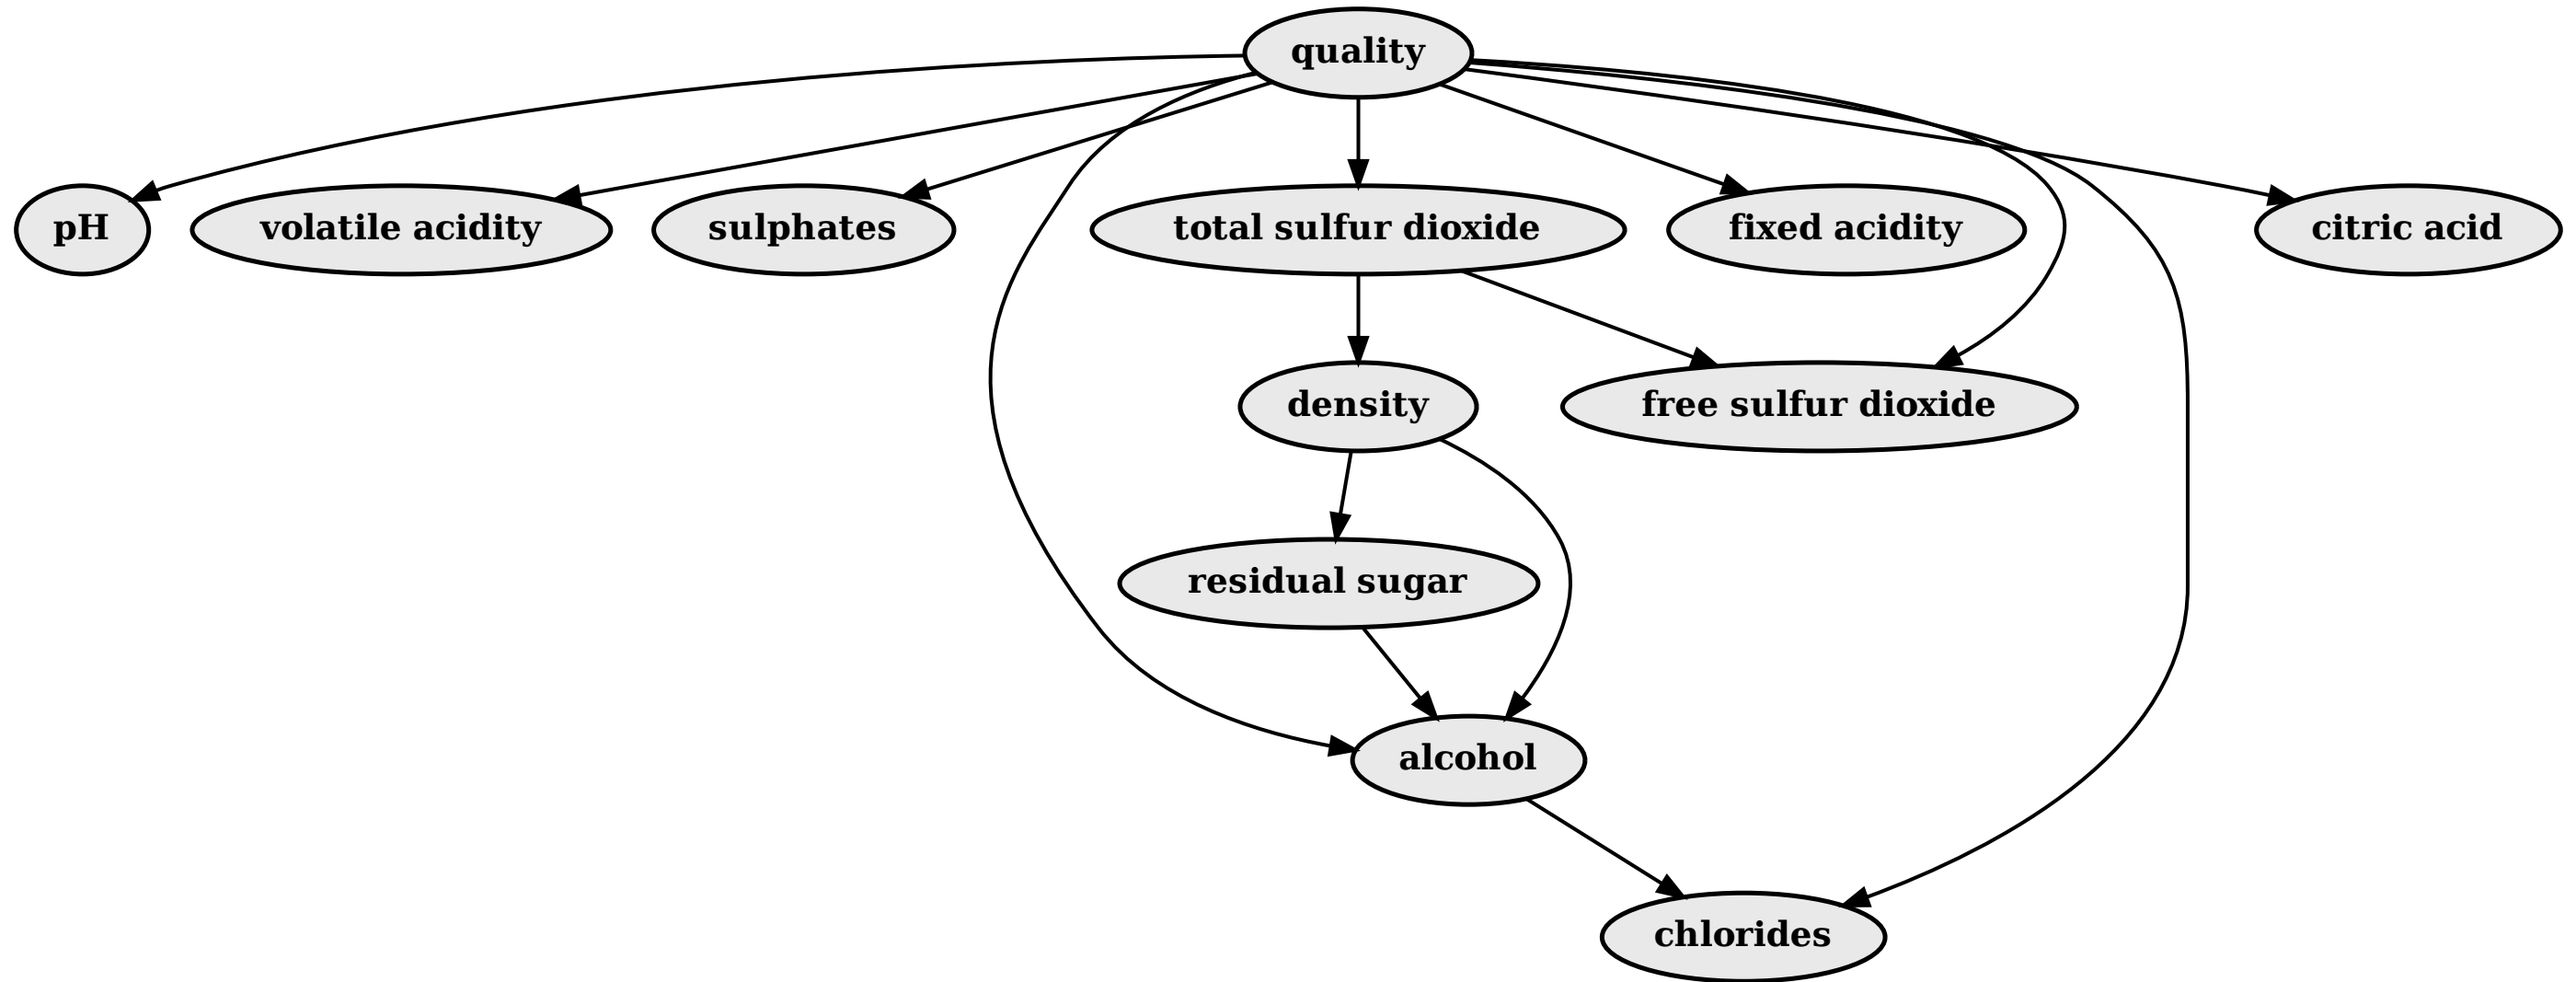 quality
pH
volatile acidity
sulphates
total sulfur dioxide
fixed acidity
citric acid
density
free sulfur dioxide
residual sugar
alcohol
chlorides